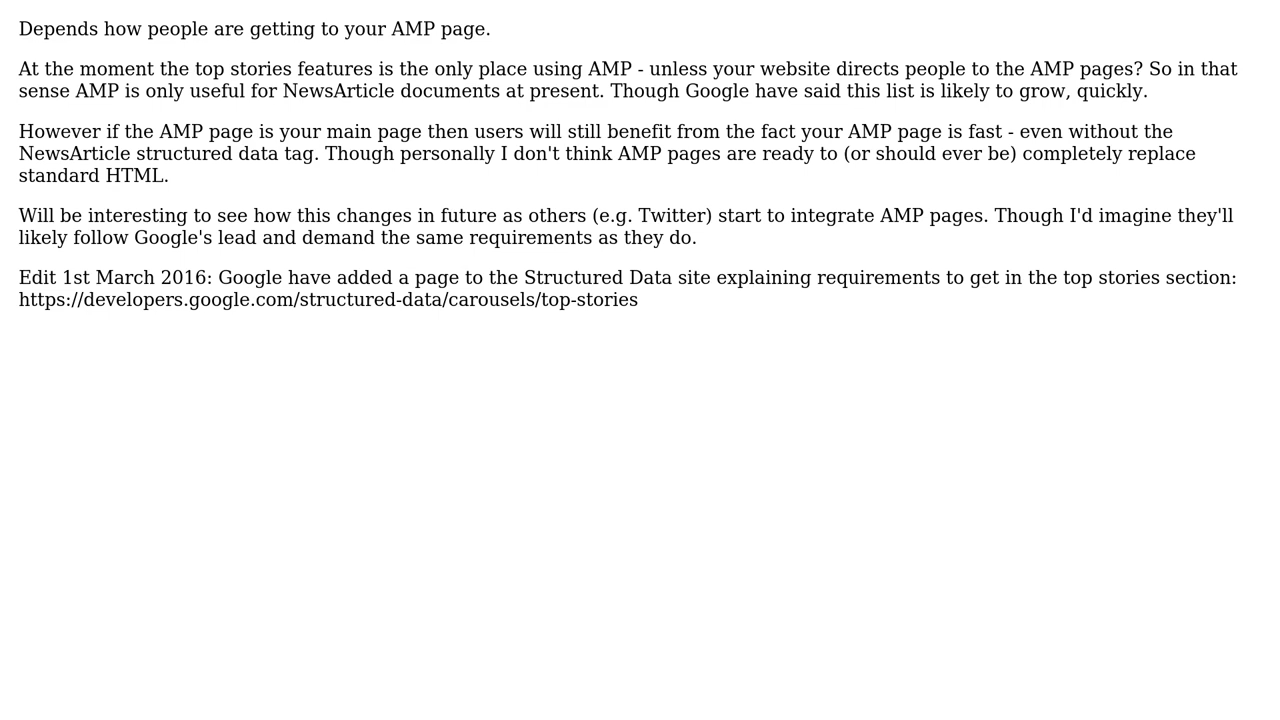 Depends how people are getting to your AMP page.
At the moment the top stories features is the only place using AMP - unless your website directs people to the AMP pages? So in that
sense AMP is only useful for NewsArticle documents at present. Though Google have said this list is likely to grow, quickly.
However if the AMP page is your main page then users will still benefit from the fact your AMP page is fast - even without the
NewsArticle structured data tag. Though personally I don't think AMP pages are ready to (or should ever be) completely replace
standard HTML.
Will be interesting to see how this changes in future as others (e.g. Twitter) start to integrate AMP pages. Though I'd imagine they'll
likely follow Google's lead and demand the same requirements as they do.
Edit 1st March 2016: Google have added a page to the Structured Data site explaining requirements to get in the top stories section:
https://developers.google.com/structured-data/carousels/top-stories